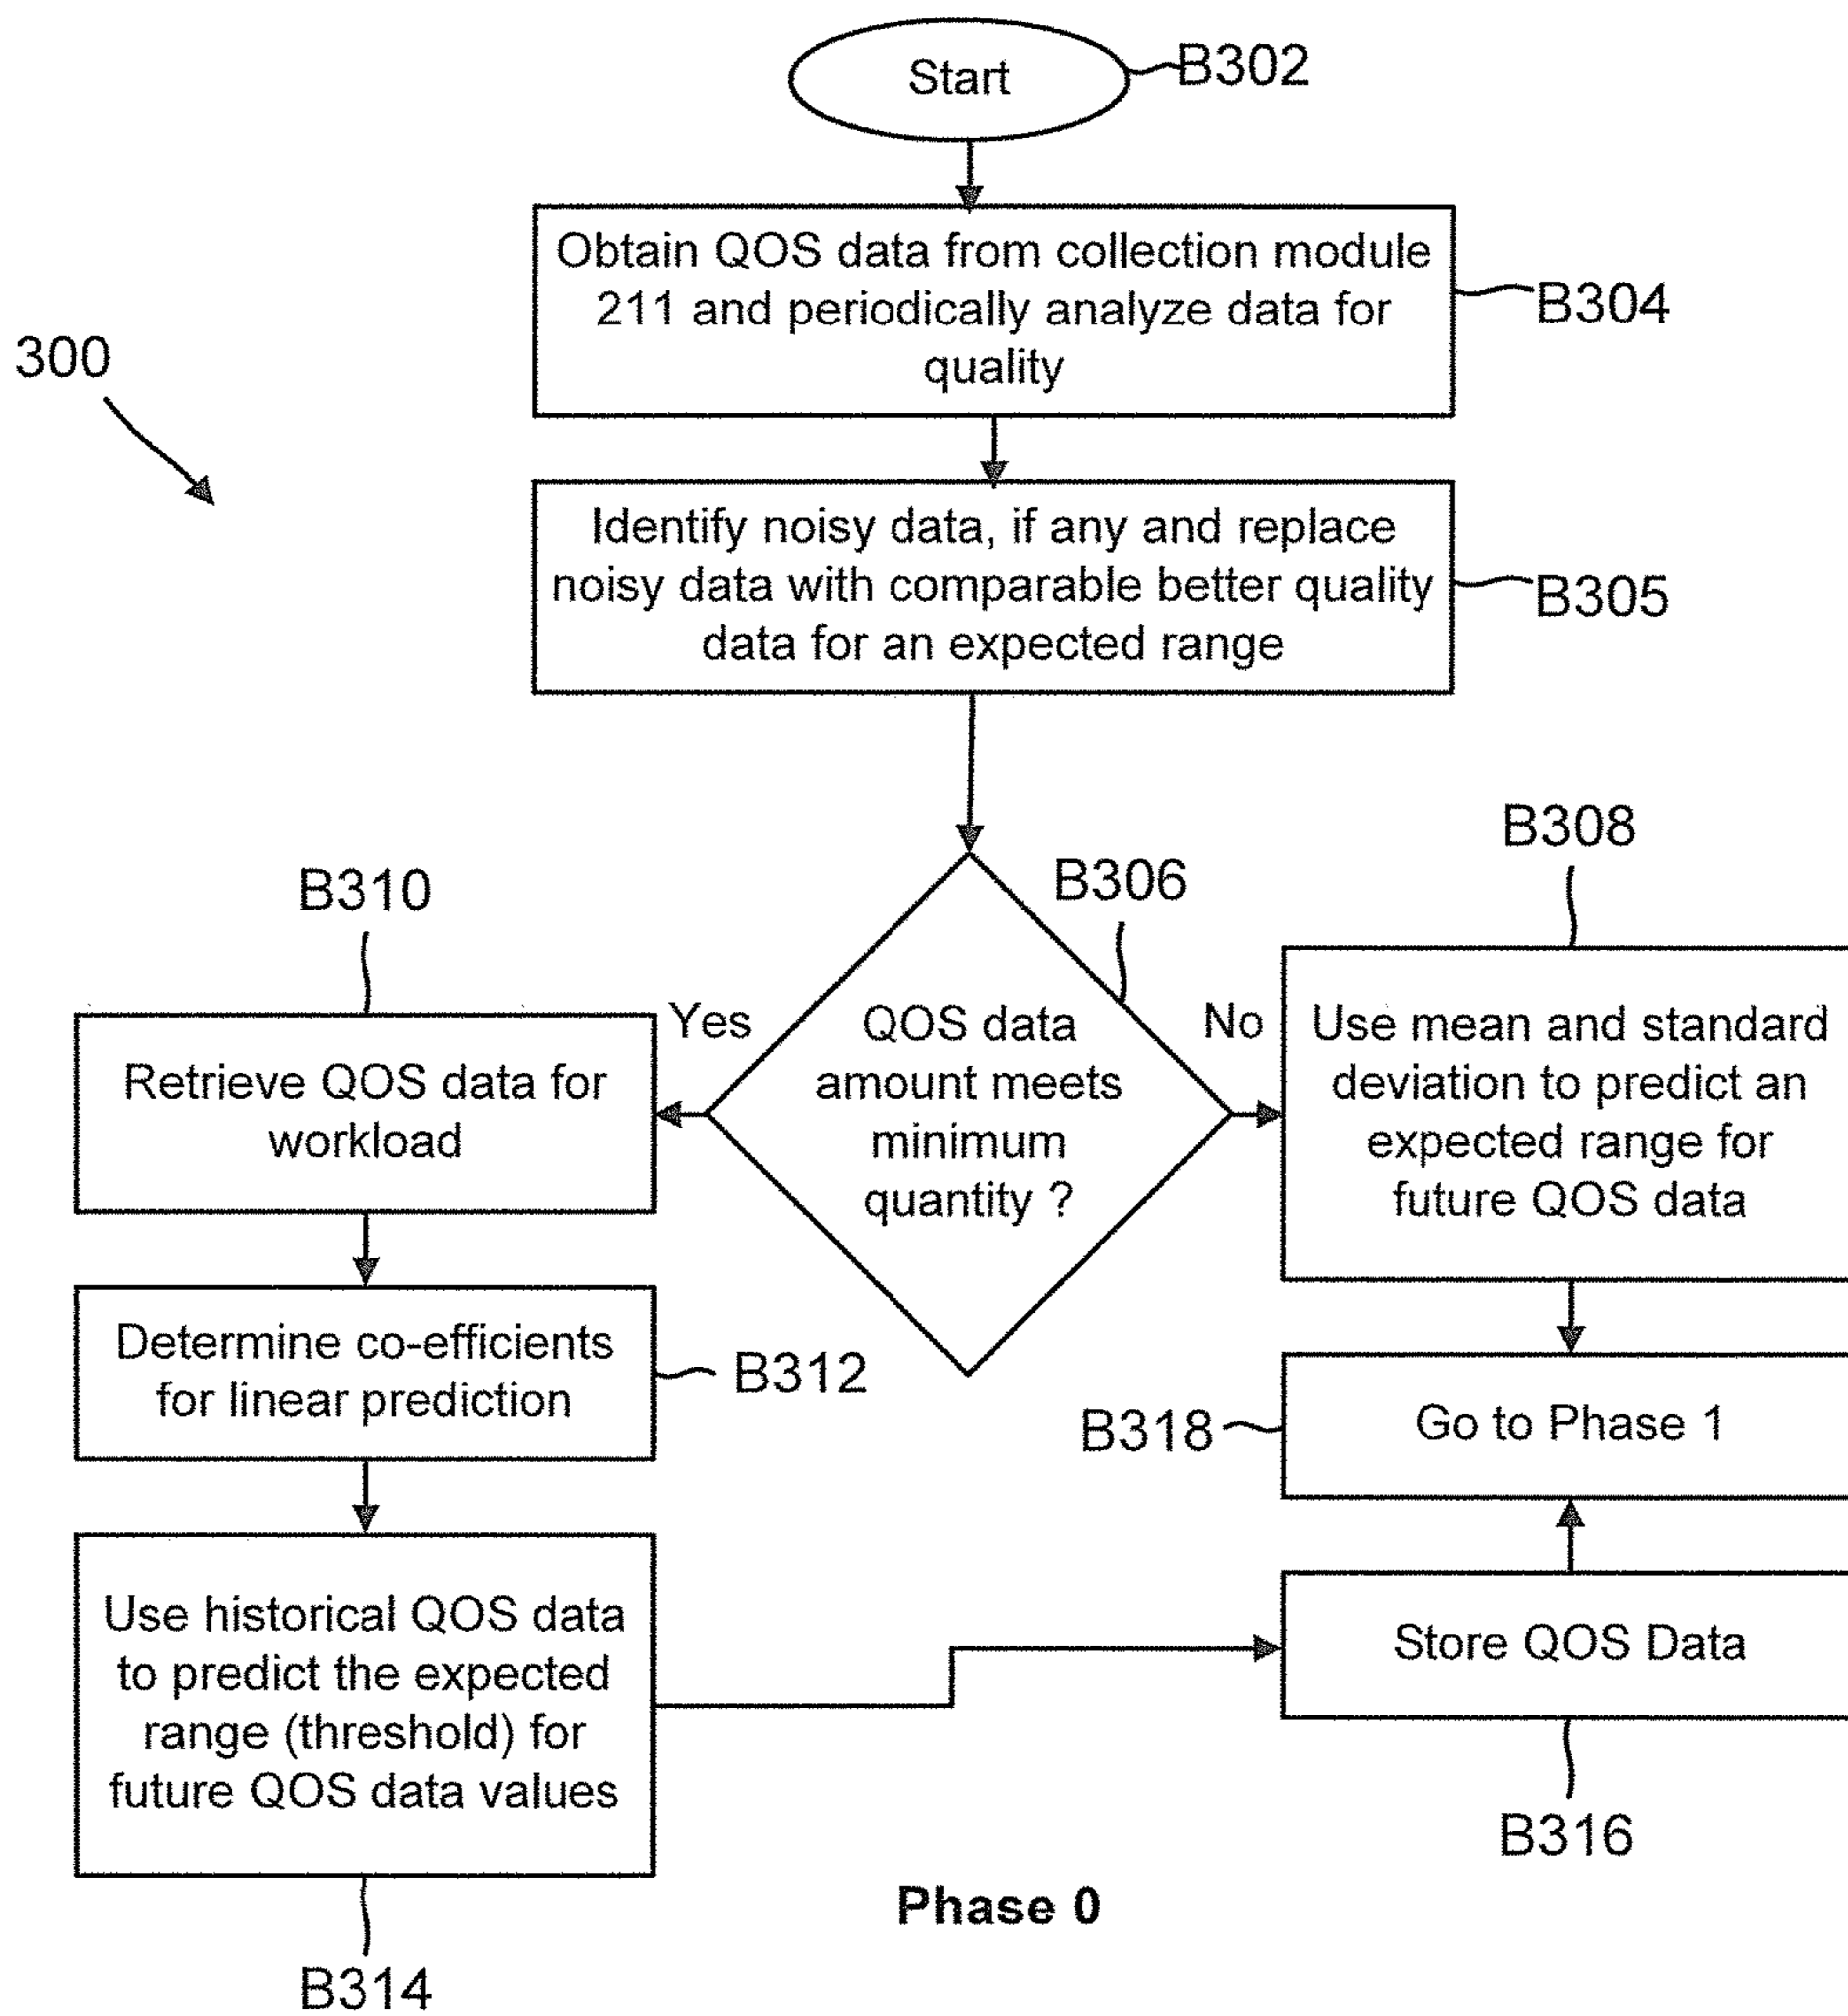 Start
B302
Obtain QOS data from collection module
211 and periodically analyze data for
quality
B304
300
Identify noisy data, if any and replace
noisy data with comparable better quality
data for an expected range
B305
B306
QOS data
amount meets
minimum
quantity ?
Yes
No
B308
Use mean and standard
deviation to predict an
expected range for
future QOS data
B310
Retrieve QOS data for
workload
Determine co-efficients
for linear prediction
B312
B318
Go to Phase 1
Use historical QOS data
to predict the expected
range (threshold) for
future QOS data values
B314
Store QOS Data
B316
Phase 0